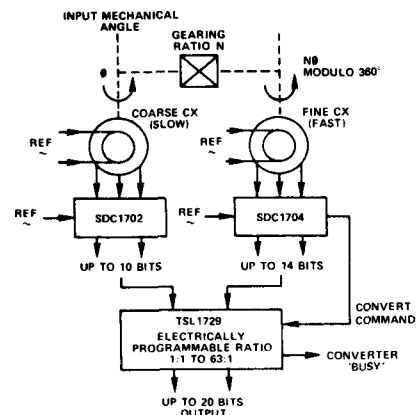 INPUT MECHANICAL
ANGLE
GEARING
RATIO N
θ
Nθ
MODULO 360°
COARSE CX
(SLOW)
FINE CX
(FAST)
REF
~
REF
~
REF
~
SDC1702
REF
~
SDC1704
UP TO 10 BITS
UP TO 14 BITS
CONVERT
COMMAND
TSL1729
ELECTRICALLY
PROGRAMMABLE RATIO
1:1 TO 63:1
CONVERTER
'BUSY'
UP TO 20 BITS
OUTPUT